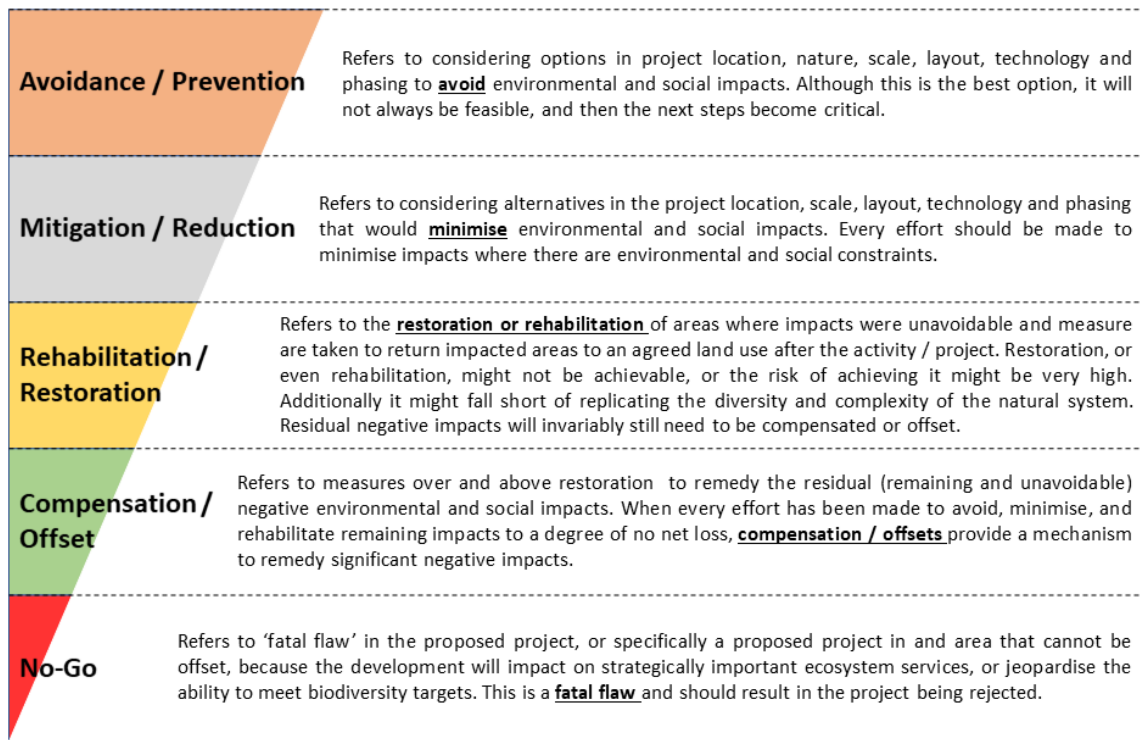 Avoidance / Prevention
Refers to considering options in project location, nature, scale, layout, technology and
phasing to avoid environmental and social impacts. Although this is the best option, it will
not always be feasible, and then the next steps become critical.
Mitigation / Reduction
Refers to considering alternatives in the project location, scale, layout, technology and phasing
that would minimise environmental and social impacts. Every effort should be made to
minimise impacts where there are environmental and social constraints.
Rehabilitation /
Restoration
Refers to the restoration or rehabilitation of areas where impacts were unavoidable and measure
are taken to return impacted areas to an agreed land use after the activity / project. Restoration, or
even rehabilitation, might not be achievable, or the risk of achieving it might be very high.
Additionally it might fall short of replicating the diversity and complexity of the natural system.
Residual negative impacts will invariably still need to be compensated or offset.
Compensation /
Offset
Refers to measures over and above restoration to remedy the residual (remaining and unavoidable)
negative environmental and social impacts. When every effort has been made to avoid, minimise, and
rehabilitate remaining impacts to a degree of no net loss, compensation / offsets provide a mechanism
to remedy significant negative impacts.
No-Go
Refers to ‘fatal flaw’ in the proposed project, or specifically a proposed project in and area that cannot be
offset, because the development will impact on strategically important ecosystem services, or jeopardise the
ability to meet biodiversity targets. This is a fatal flaw and should result in the project being rejected.